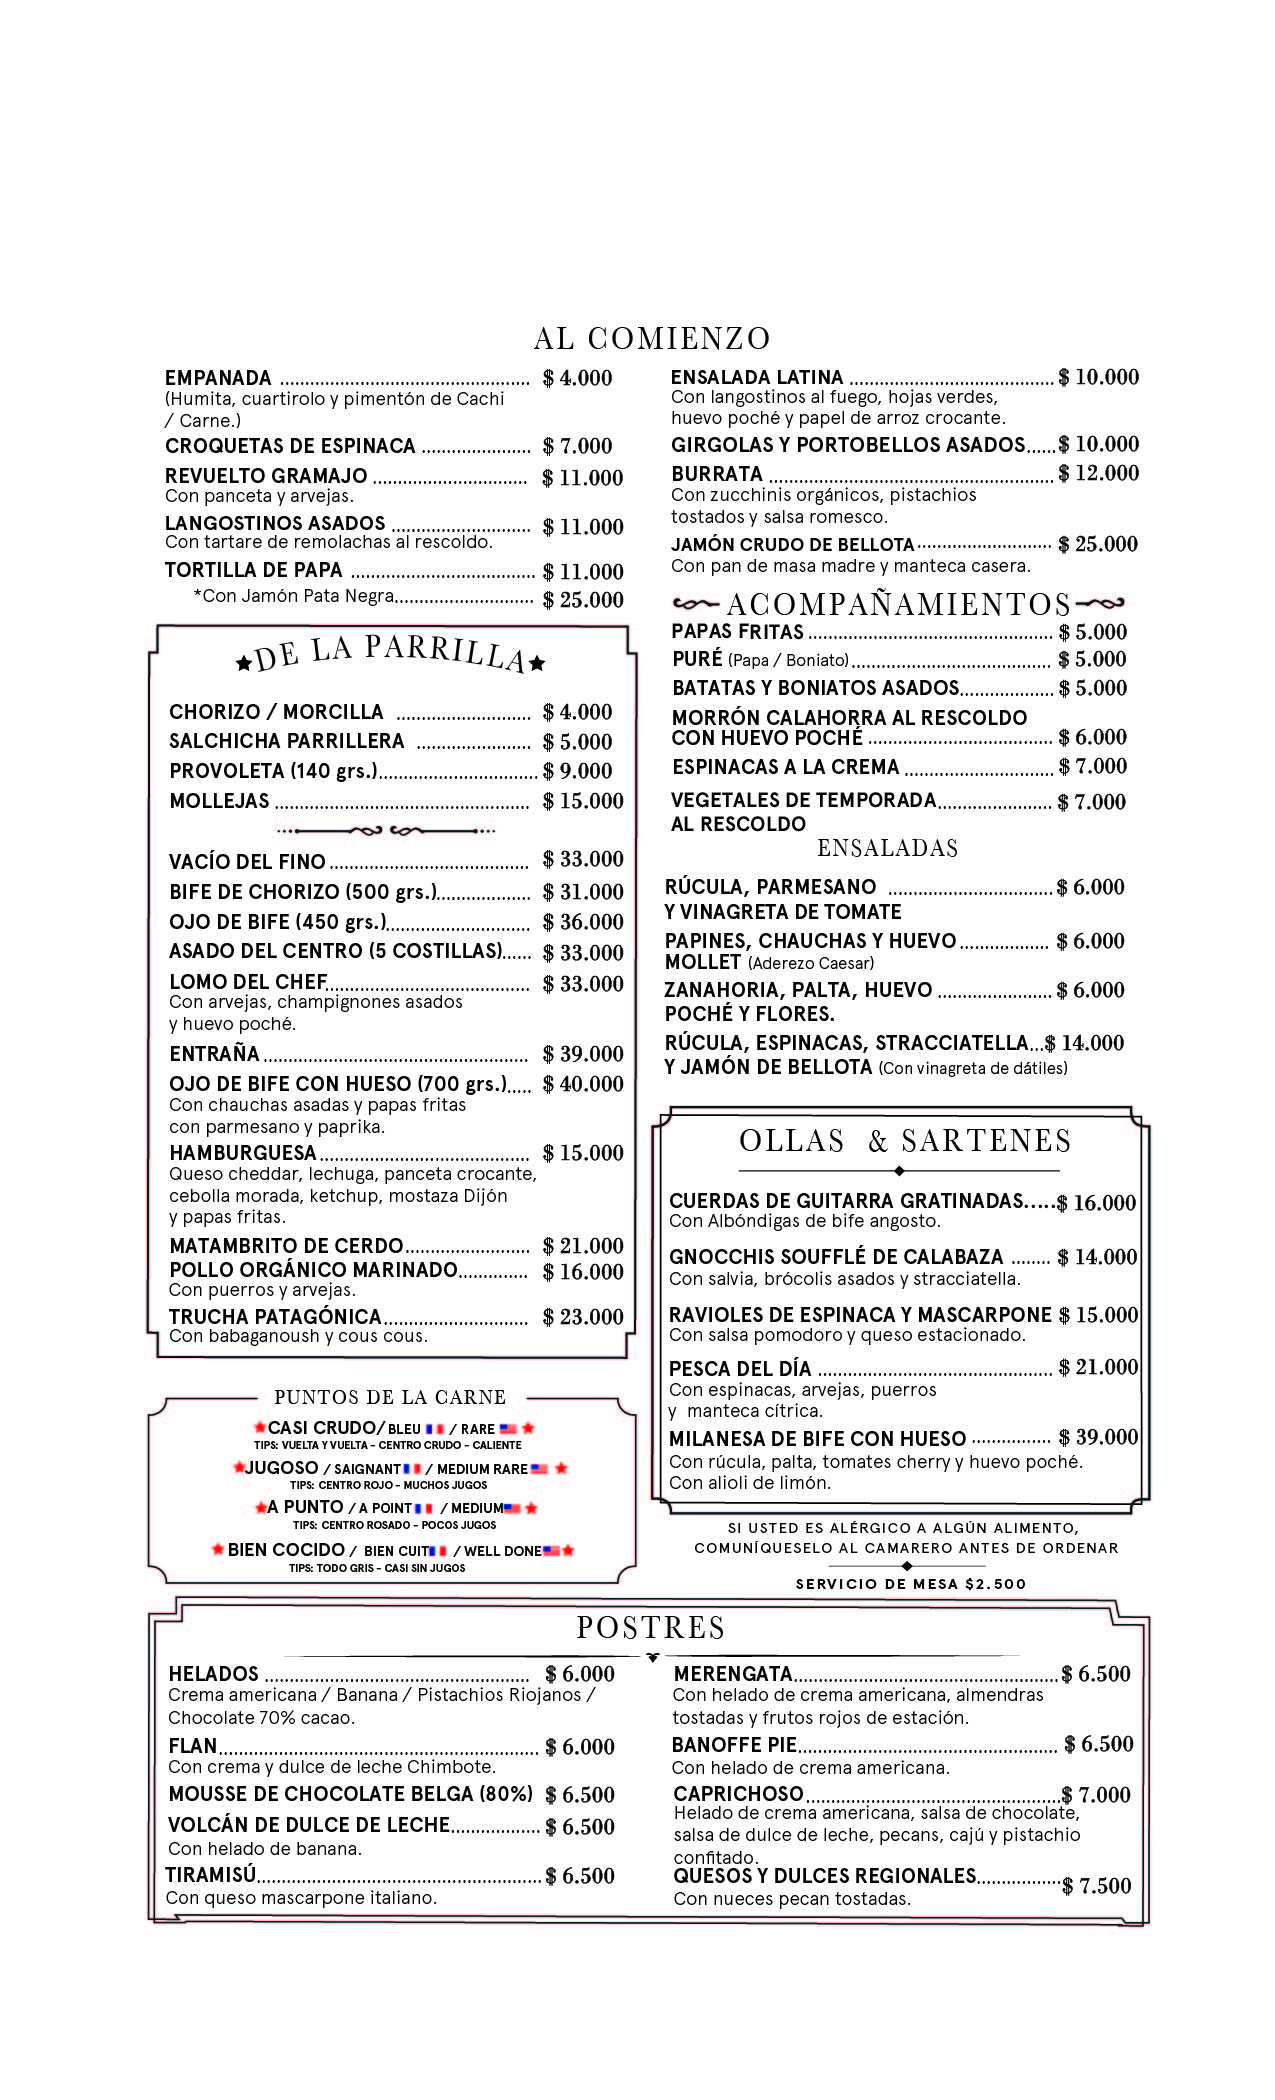 AL COMIENZO
EMPANADA ........ $ 4.000
(Humita, cuartirolo y pimentón de Cachi
/ Carne.)
CROQUETAS DE ESPINACA ........ $ 7.000
REVUELTO GRAMAJO ........ $ 11.000
Con panceta y arvejas.
LANGOSTINOS ASADOS ........ $ 11.000
Con tartare de remolachas al rescoldo.
TORTILLA DE PAPA ........ $ 11.000
*Con Jamón Pata Negra........ $ 25.000
ENSALADA LATINA ........ $ 10.000
Con langostinos al fuego, hojas verdes,
huevo poché y papel de arroz crocante.
GIRGOLAS Y PORTOBELLOS ASADOS...... $ 10.000
BURRATA ........ $ 12.000
Con zucchinis orgánicos, pistachios
tostados y salsa romesco.
JAMÓN CRUDO DE BELLOTA ........ $ 25.000
Con pan de masa madre y manteca casera.
DE LA PARRILLA
CHORIZO / MORCILLA ........ $ 4.000
SALCHICHA PARRILLERA ........ $ 5.000
PROVOLETA (140 grs.)........ $ 9.000
MOLLEJAS ........ $ 15.000
VACÍO DEL FINO ........ $ 33.000
BIFE DE CHORIZO (500 grs.)........ $ 31.000
OJO DE BIFE (450 grs.)........ $ 36.000
ASADO DEL CENTRO (5 COSTILLAS)...... $ 33.000
LOMO DEL CHEF........ $ 33.000
Con arvejas, champignones asados
y huevo poché.
ENTRAÑA ........ $ 39.000
OJO DE BIFE CON HUESO (700 grs.)..... $ 40.000
Con chauchas asadas y papas fritas
con parmesano y paprika.
HAMBURGUESA ........ $ 15.000
Queso cheddar, lechuga, panceta crocante,
cebolla morada, ketchup, mostaza Dijón
y papas fritas.
MATAMBRITO DE CERDO........ $ 21.000
POLLO ORGÁNICO MARINADO........ $ 16.000
Con puerros y arvejas.
TRUCHA PATAGÓNICA........ $ 23.000
Con babaganoush y cous cous.
ACOMPAÑAMIENTOS
PAPAS FRITAS ........ $ 5.000
PURÉ (Papa / Boniato)........ $ 5.000
BATATAS Y BONIATOS ASADOS........ $ 5.000
MORRÓN CALAHORRA AL RESCOLDO
CON HUEVO POCHÉ ........ $ 6.000
ESPINACAS A LA CREMA ........ $ 7.000
VEGETALES DE TEMPORADA........ $ 7.000
AL RESCOLDO
ENSALADAS
RÚCULA, PARMESANO ........ $ 6.000
Y VINAGRETA DE TOMATE
PAPINES, CHAUCHAS Y HUEVO ........ $ 6.000
MOLLET (Aderezo Caesar)
ZANAHORIA, PALTA, HUEVO ........ $ 6.000
POCHÉ Y FLORES.
RÚCULA, ESPINACAS, STRACCIATELLA...$ 14.000
Y JAMÓN DE BELLOTA (Con vinagreta de dátiles)
OLLAS & SARTENES
CUERDAS DE GUITARRA GRATINADAS.....$ 16.000
Con Albóndigas de bife angosto.
GNOCCHIS SOUFFLÉ DE CALABAZA ........ $ 14.000
Con salvia, brócolis asados y stracciatella.
RAVIOLES DE ESPINACA Y MASCARPONE $ 15.000
Con salsa pomodoro y queso estacionado.
PESCA DEL DÍA ........ $ 21.000
Con espinacas, arvejas, puerros
y manteca cítrica.
MILANESA DE BIFE CON HUESO ........ $ 39.000
Con rúcula, palta, tomates cherry y huevo poché.
Con alioli de limón.
PUNTOS DE LA CARNE
CASI CRUDO/ BLEU / RARE
TIPS: VUELTA Y VUELTA - CENTRO CRUDO - CALIENTE
JUGOSO / SAIGNANT / MEDIUM RARE
TIPS: CENTRO ROJO - MUCHOS JUGOS
A PUNTO / A POINT / MEDIUM
TIPS: CENTRO ROSADO - POCOS JUGOS
BIEN COCIDO / BIEN CUIT / WELL DONE
TIPS: TODO GRIS - CASI SIN JUGOS
SI USTED ES ALÉRGICO A ALGÚN ALIMENTO,
COMUNÍQUESELO AL CAMARERO ANTES DE ORDENAR
SERVICIO DE MESA $2.500
POSTRES
HELADOS ........ $ 6.000
Crema americana / Banana / Pistachios Riojanos /
Chocolate 70% cacao.
FLAN........ $ 6.000
Con crema y dulce de leche Chimbote.
MOUSSE DE CHOCOLATE BELGA (80%) $ 6.500
VOLCÁN DE DULCE DE LECHE........ $ 6.500
Con helado de banana.
TIRAMISÚ........ $ 6.500
Con queso mascarpone italiano.
MERENGATA........ $ 6.500
Con helado de crema americana, almendras
tostadas y frutos rojos de estación.
BANOFFE PIE........ $ 6.500
Con helado de crema americana.
CAPRICHOSO........ $ 7.000
Helado de crema americana, salsa de chocolate,
salsa de dulce de leche, pecans, cajú y pistachio
confitado.
QUESOS Y DULCES REGIONALES........ $ 7.500
Con nueces pecan tostadas.